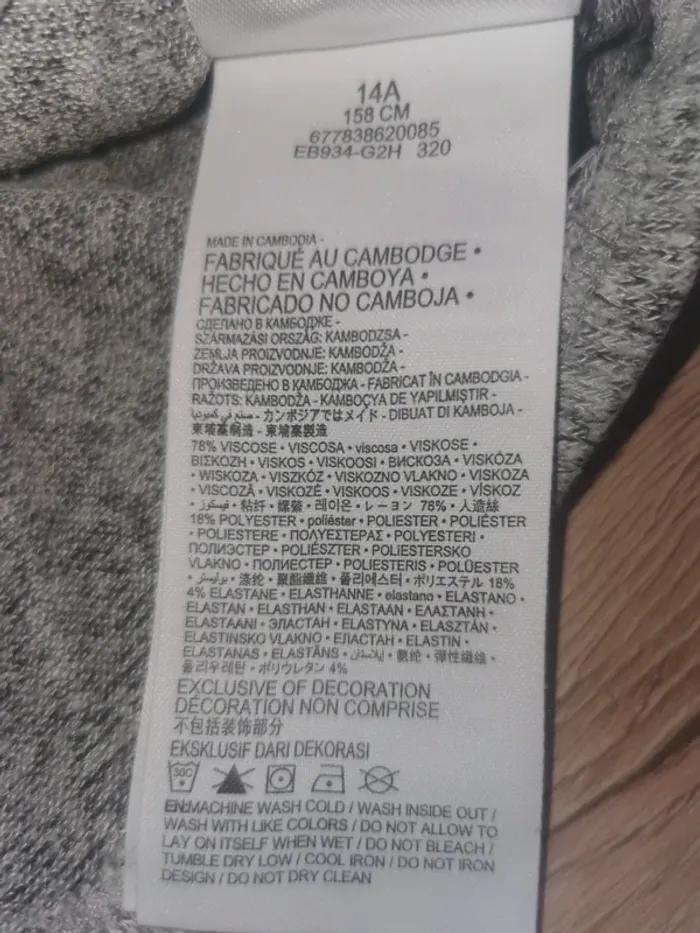 14A
158 CM
677838620085
EB934-G2H 320
MADE IN CAMBODIA -
FABRIQUÉ AU CAMBODGE •
HECHO EN CAMBOYA •
FABRICADO NO CAMBOJA •
СДЕЛАНО В КАМБОДЖЕ -
SZÁRMAZÁSI ORSZÁG: KAMBODZSA -
ZEMLJA PROIZVODNJE: KAMBODŽA -
DRŽAVA PROIZVODNJE: KAMBODŽA -
ПРОИЗВЕДЕНО В КАМБОДЖА - FABRICAT ÎN CAMBODGIA -
RAŽOTS: KAMBODŽA - KAMBOÇYA DE YAPILMIŞTIR -
صنع في كمبوديا - カンボジアではメイド - DIBUAT DI KAMBOJA -
柬埔寨制造 - 柬埔寨製造
78% VISCOSE • VISCOSA • viscosa • VISKOSE •
ΒΙΣΚΟΖΗ • VISKOS • VISKOOSI • ВИСКОЗА • VISKÓZA
• WISKOZA • VISZKÓZ • VISKOZNO VLAKNO • VISKOZA
• VISCOZĂ • VISKOZĖ • VISKOOS • VISKOZE • VİSKOZ
• فيسكوز • 粘纤 • 嫘縈 • 레이온 • レーヨン 78% • 人造絲
18% POLYESTER • poliéster • POLIESTER • POLIÉSTER
• POLIESTERE • ΠΟΛΥΕΣΤΕΡΑΣ • POLYESTERI •
ПОЛИЭСТЕР • POLIÉSZTER • POLIESTERSKO
VLAKNO • ПОЛИЕСТЕР • POLIESTERIS • POLÜESTER
• بوليستر • 涤纶 • 聚酯纖維 • 폴리에스터 • ポリエステル 18%
4% ELASTANE • ELASTHANNE • elastano • ELASTANO •
ELASTAN • ELASTHAN • ELASTAAN • ΕΛΑΣΤΑΝΗ •
ELASTAANI • ЭЛАСТАН • ELASTYNA • ELASZTÁN •
ELASTINSKO VLAKNO • ЕЛАСТАН • ELASTIN •
ELASTANAS • ELASTĀNS • إيلاستان • 氨纶 • 彈性纖維 •
폴리우레탄 • ポリウレタン 4%
EXCLUSIVE OF DECORATION
DÉCORATION NON COMPRISE
不包括装饰部分
EKSKLUSIF DARI DEKORASI
30C
EN:MACHINE WASH COLD / WASH INSIDE OUT /
WASH WITH LIKE COLORS / DO NOT ALLOW TO
LAY ON ITSELF WHEN WET / DO NOT BLEACH /
TUMBLE DRY LOW / COOL IRON / DO NOT IRON
DESIGN / DO NOT DRY CLEAN